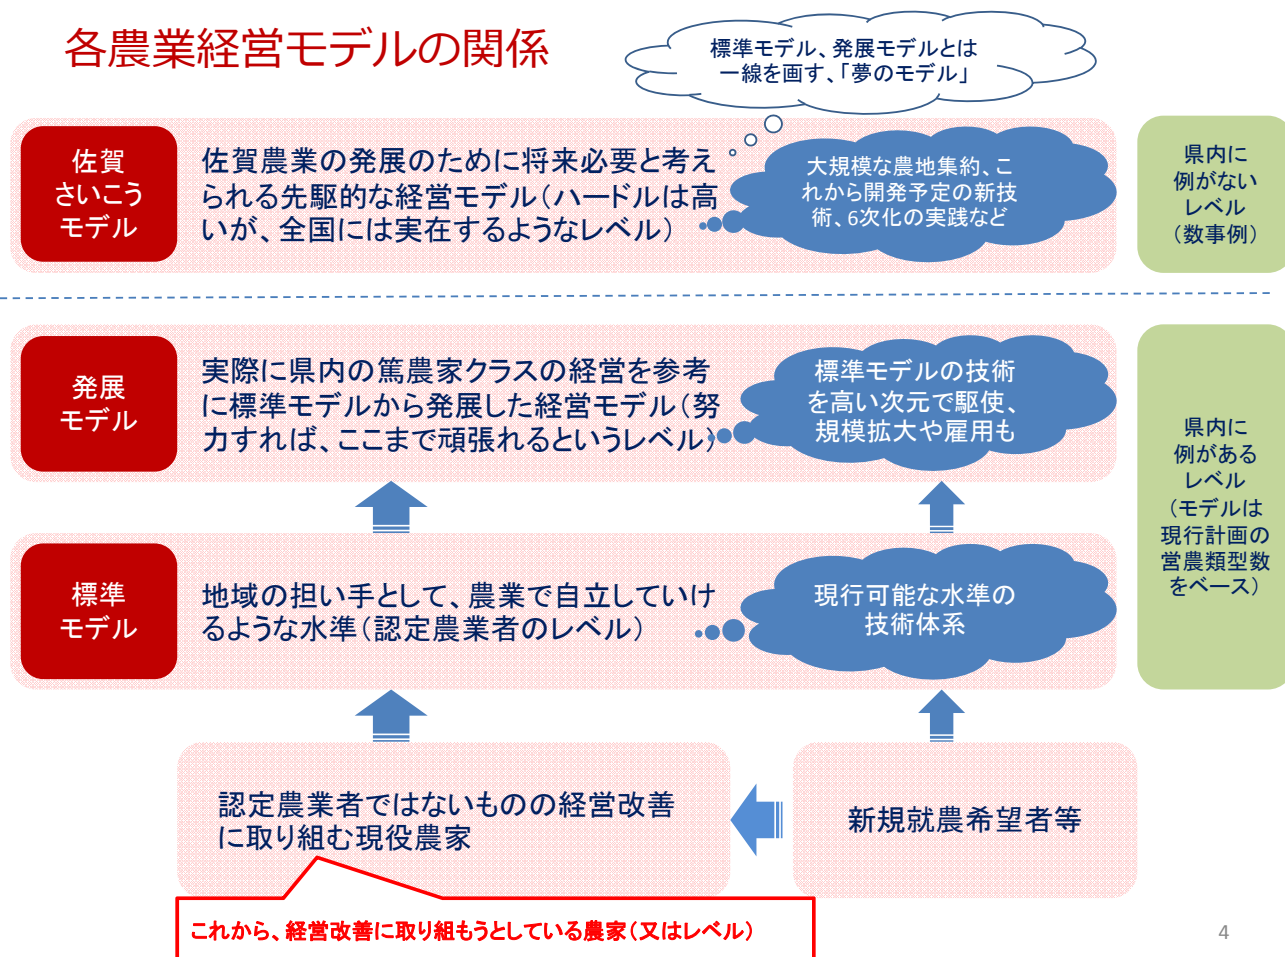 各農業経営モデルの関係
標準モデル、発展モデルとは
一線を画す、「夢のモデル」
佐賀
さいこう
モデル
佐賀農業の発展のために将来必要と考え
られる先駆的な経営モデル（ハードルは高
いが、全国には実在するようなレベル）
大規模な農地集約、こ
れから開発予定の新技
術、6次化の実践など
県内に
例がない
レベル
（数事例）
発展
モデル
実際に県内の篤農家クラスの経営を参考
に標準モデルから発展した経営モデル（努
力すれば、ここまで頑張れるというレベル）
標準モデルの技術
を高い次元で駆使、
規模拡大や雇用も
県内に
例がある
レベル
（モデルは
現行計画の
営農類型数
をベース）
標準
モデル
地域の担い手として、農業で自立していけ
るような水準（認定農業者のレベル）
現行可能な水準の
技術体系
認定農業者ではないものの経営改善
に取り組む現役農家
新規就農希望者等
これから、経営改善に取り組もうとしている農家（又はレベル）
4